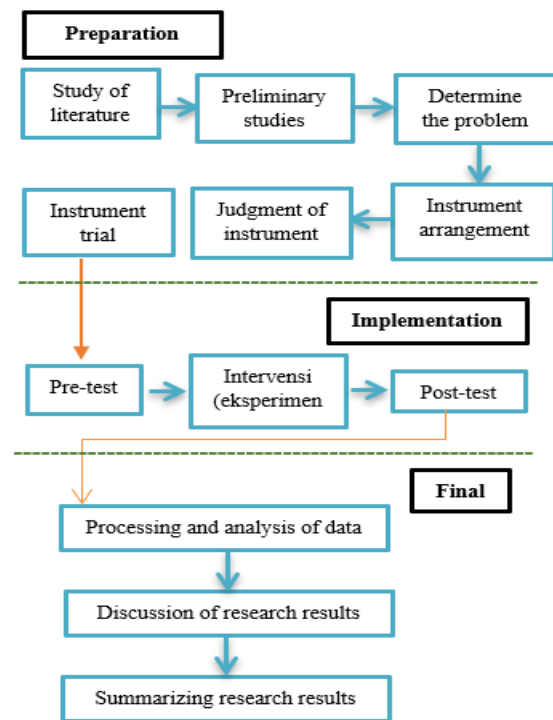 Preparation
Study of
literature
Preliminary
studies
Determine
the problem
Instrument
arrangement
Judgment of
instrument
Instrument
trial
Implementation
Pre-test
Intervensi
(eksperimen
Post-test
Final
Processing and analysis of data
Discussion of research results
Summarizing research results